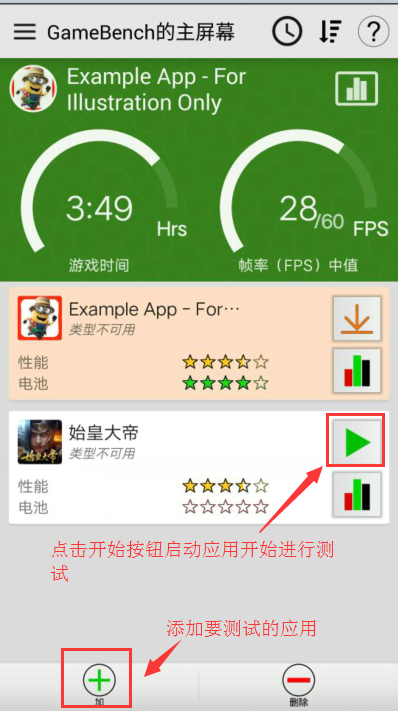 GameBench的主屏幕
?
Example App - For
Illustration Only
3:49
Hrs
28/60
FPS
游戏时间
帧率（FPS）中值
Example App - For…
类型不可用
性能
电池
始皇大帝
始皇大帝
类型不可用
性能
电池
点击开始按钮启动应用开始进行测
试
添加要测试的应用
加
删除